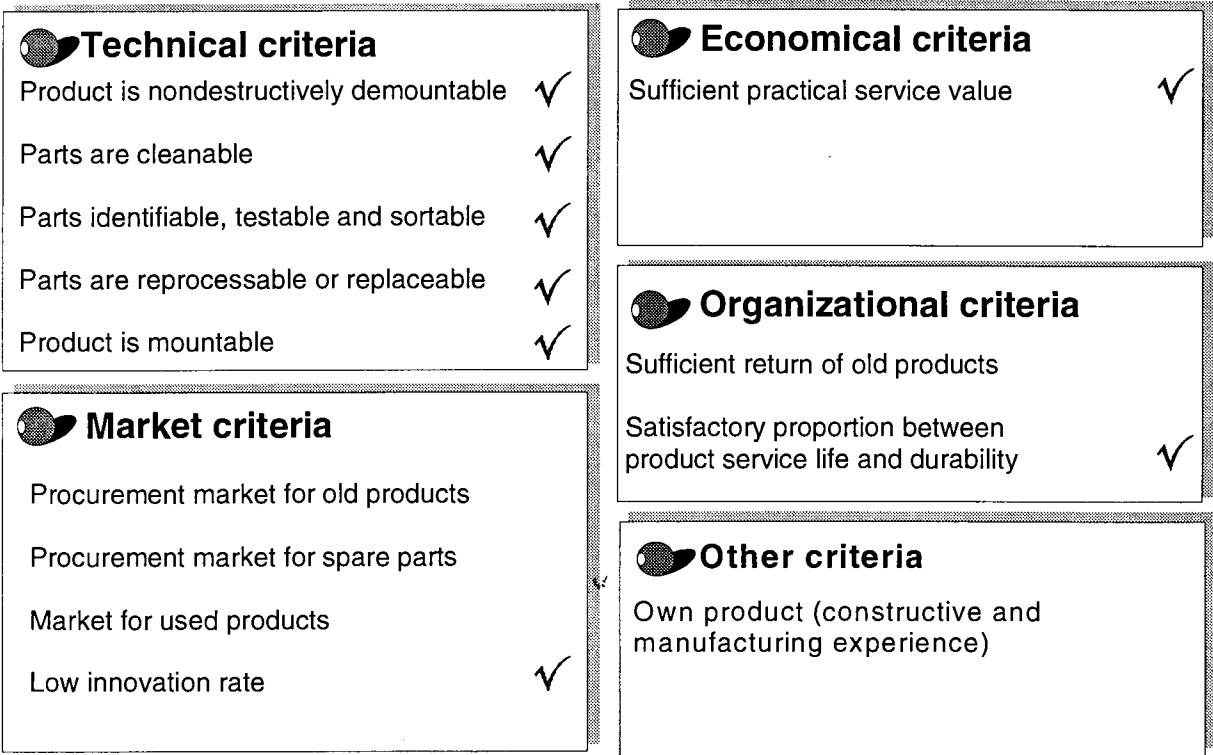 Technical criteria
Product is nondestructively demountable √
Parts are cleanable √
Parts identifiable, testable and sortable √
Parts are reprocessable or replaceable √
Product is mountable √
Market criteria
Procurement market for old products
Procurement market for spare parts
Market for used products
Low innovation rate √
Economical criteria
Sufficient practical service value √
Organizational criteria
Sufficient return of old products
Satisfactory proportion between
product service life and durability √
Other criteria
Own product (constructive and
manufacturing experience)